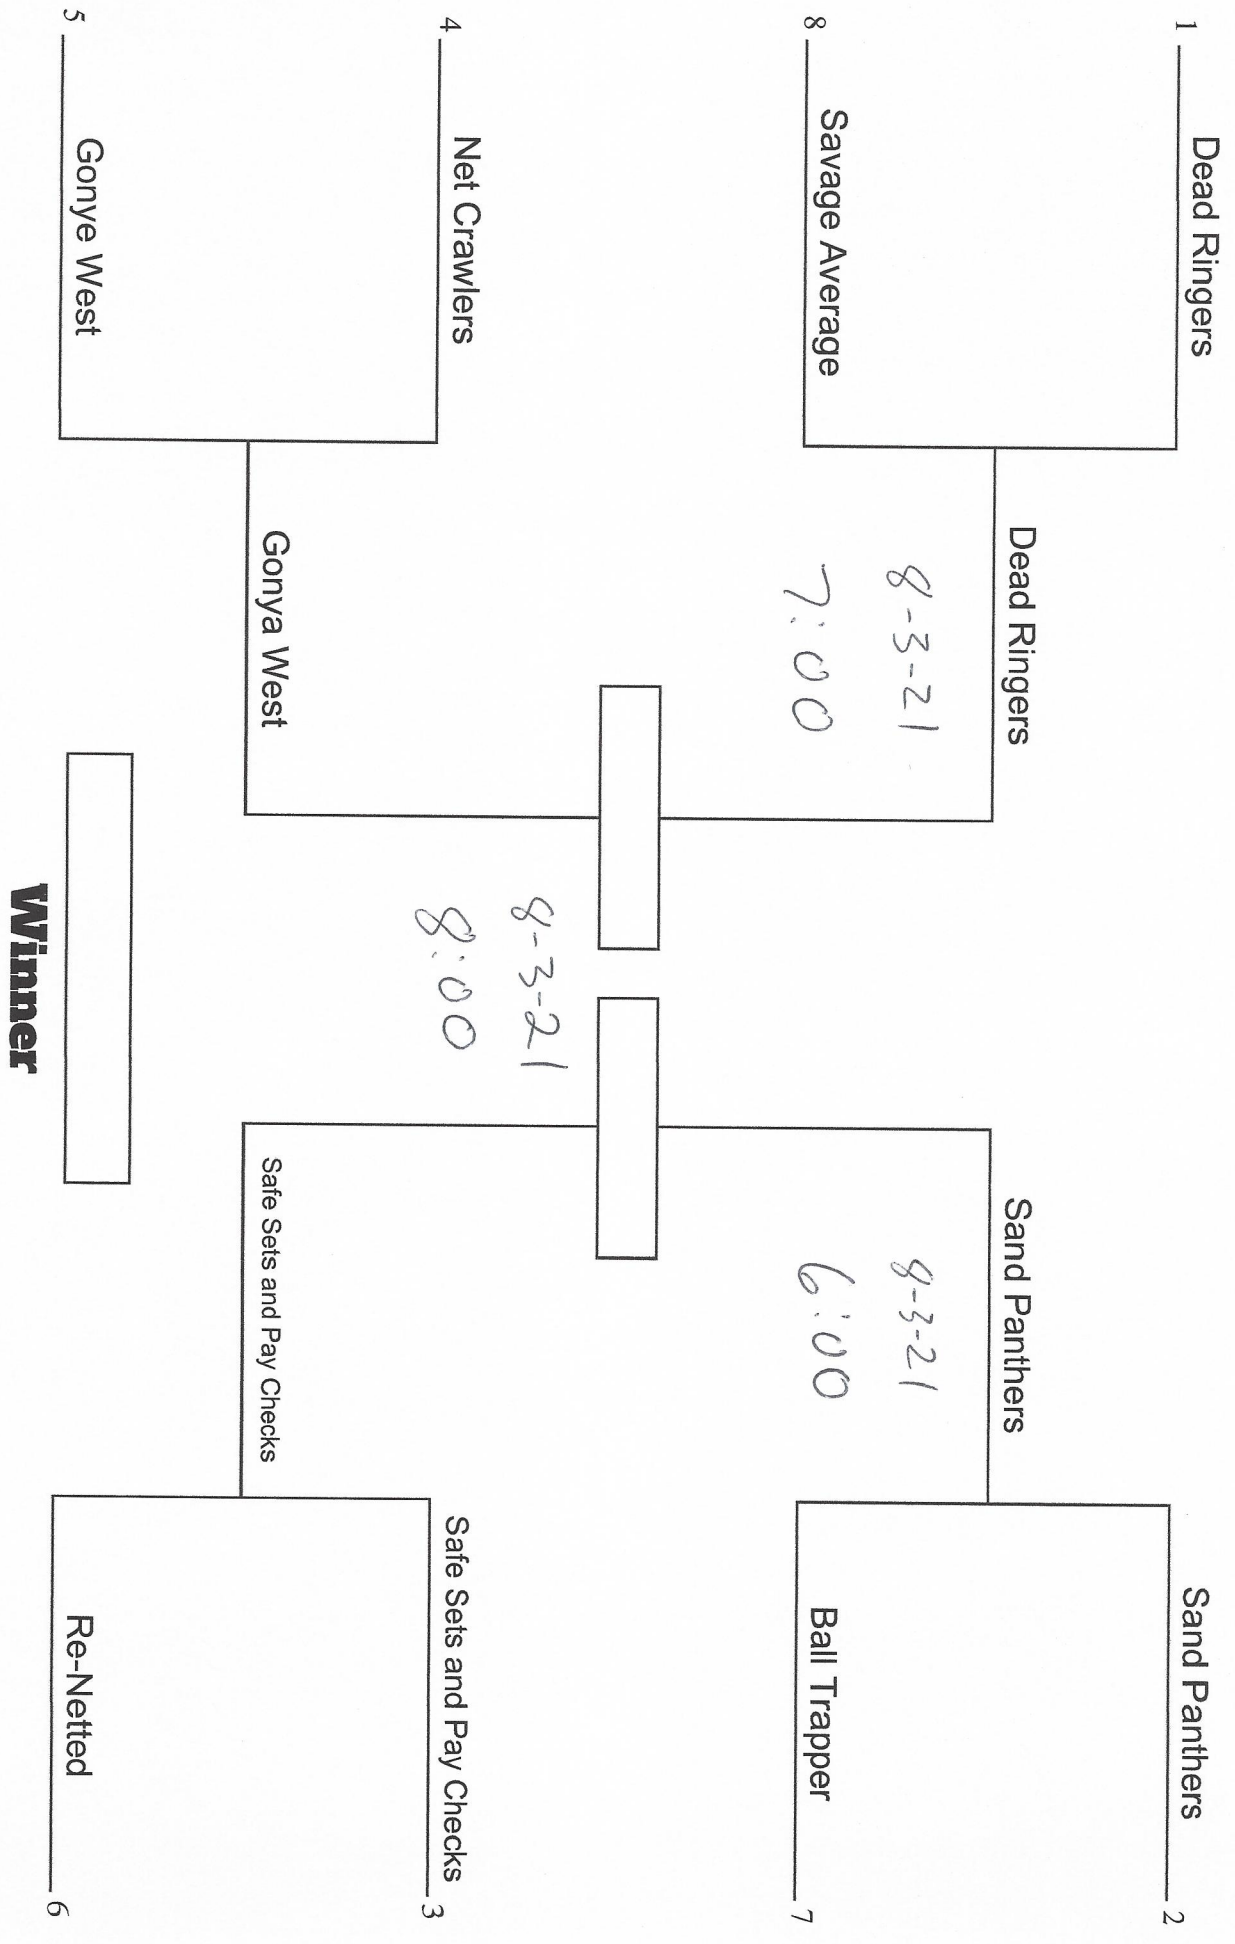 1
Dead Ringers
8
Savage Average
Dead Ringers
8-3-21
7:00
4
Net Crawlers
5
Gonye West
Gonya West
8-3-21
8:00
Sand Panthers
2
Sand Panthers
8-3-21
6:00
Ball Trapper
7
Safe Sets and Pay Checks
3
Safe Sets and Pay Checks
Re-Netted
6
Winner